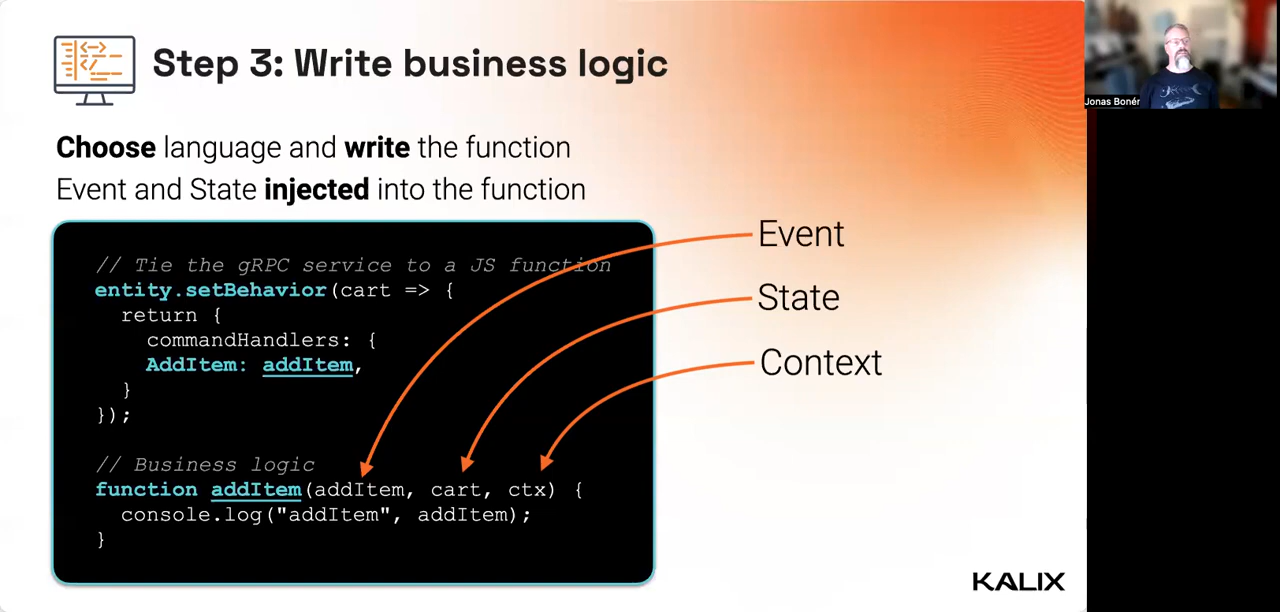 Step 3: Write business logic
Jonas Bonér
Choose language and write the function
Event and State injected into the function
Event
State
Context
// Tie the gRPC service to a JS function
entity.setBehavior(cart => {
return {
commandHandlers: {
AddItem: addItem,
}
});
// Business logic
function addItem(addItem, cart, ctx) {
console.log("addItem", addItem);
}
KALIX